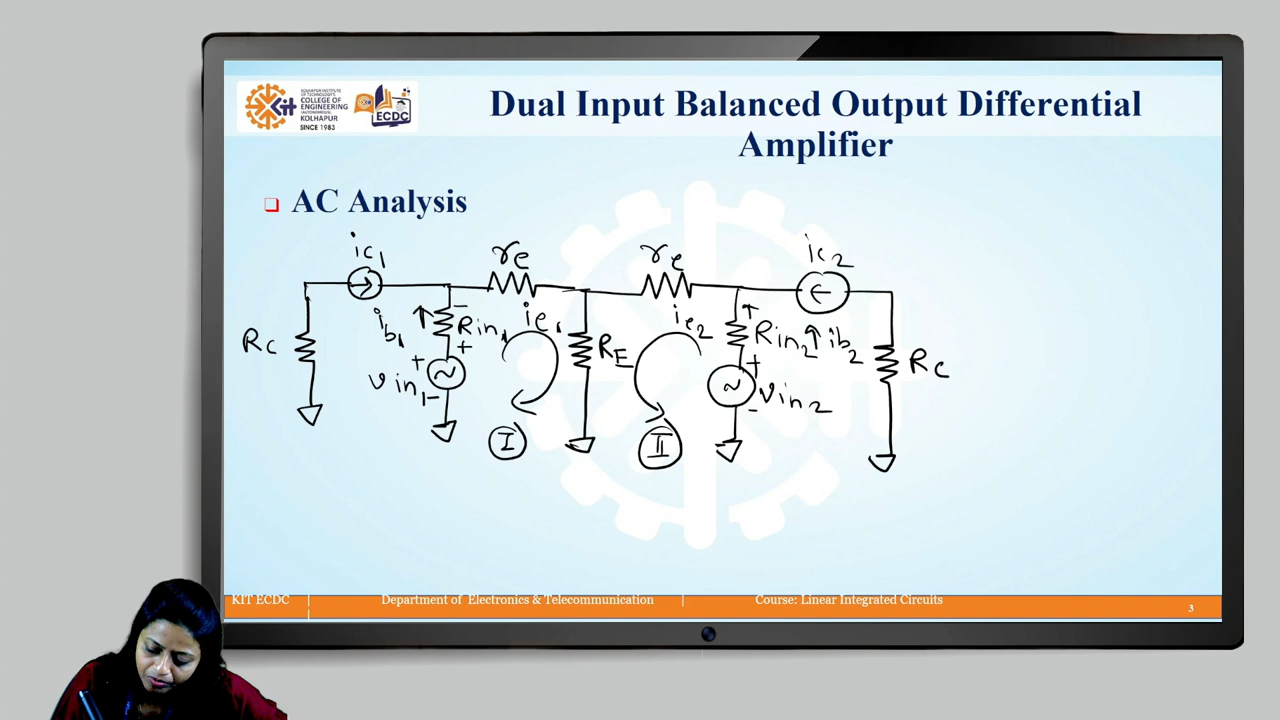 KOLHAPUR INSTITUTE
OF TECHNOLOGY'S
COLLEGE OF
ENGINEERING
(AUTONOMOUS)
KOLHAPUR
SINCE 1983
Kit
ECDC
Dual Input Balanced Output Differential
Amplifier
AC Analysis
ic1
re
re
ic2
RC
ib1
Rin1
ie1
RE
ie2
Rin2
ib2
RC
+
-
+
-
+
-
vin1
vin2
I
II
KIT ECDC | Department of Electronics & Telecommunication | Course: Linear Integrated Circuits
|
3